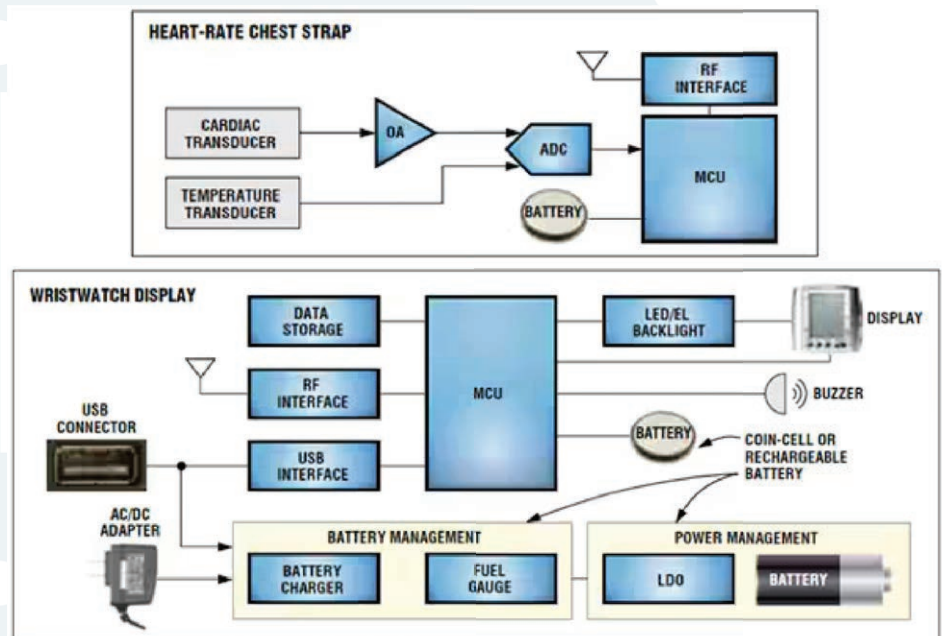 HEART-RATE CHEST STRAP
RF
INTERFACE
CARDIAC
TRANSDUCER
OA
ADC
MCU
TEMPERATURE
TRANSDUCER
BATTERY
WRISTWATCH DISPLAY
DATA
STORAGE
LED/EL
BACKLIGHT
DISPLAY
RF
INTERFACE
MCU
BUZZER
USB
CONNECTOR
USB
INTERFACE
BATTERY
COIN-CELL OR
RECHARGEABLE
BATTERY
AC/DC
ADAPTER
BATTERY MANAGEMENT
BATTERY
CHARGER
FUEL
GAUGE
POWER MANAGEMENT
LDO
BATTERY